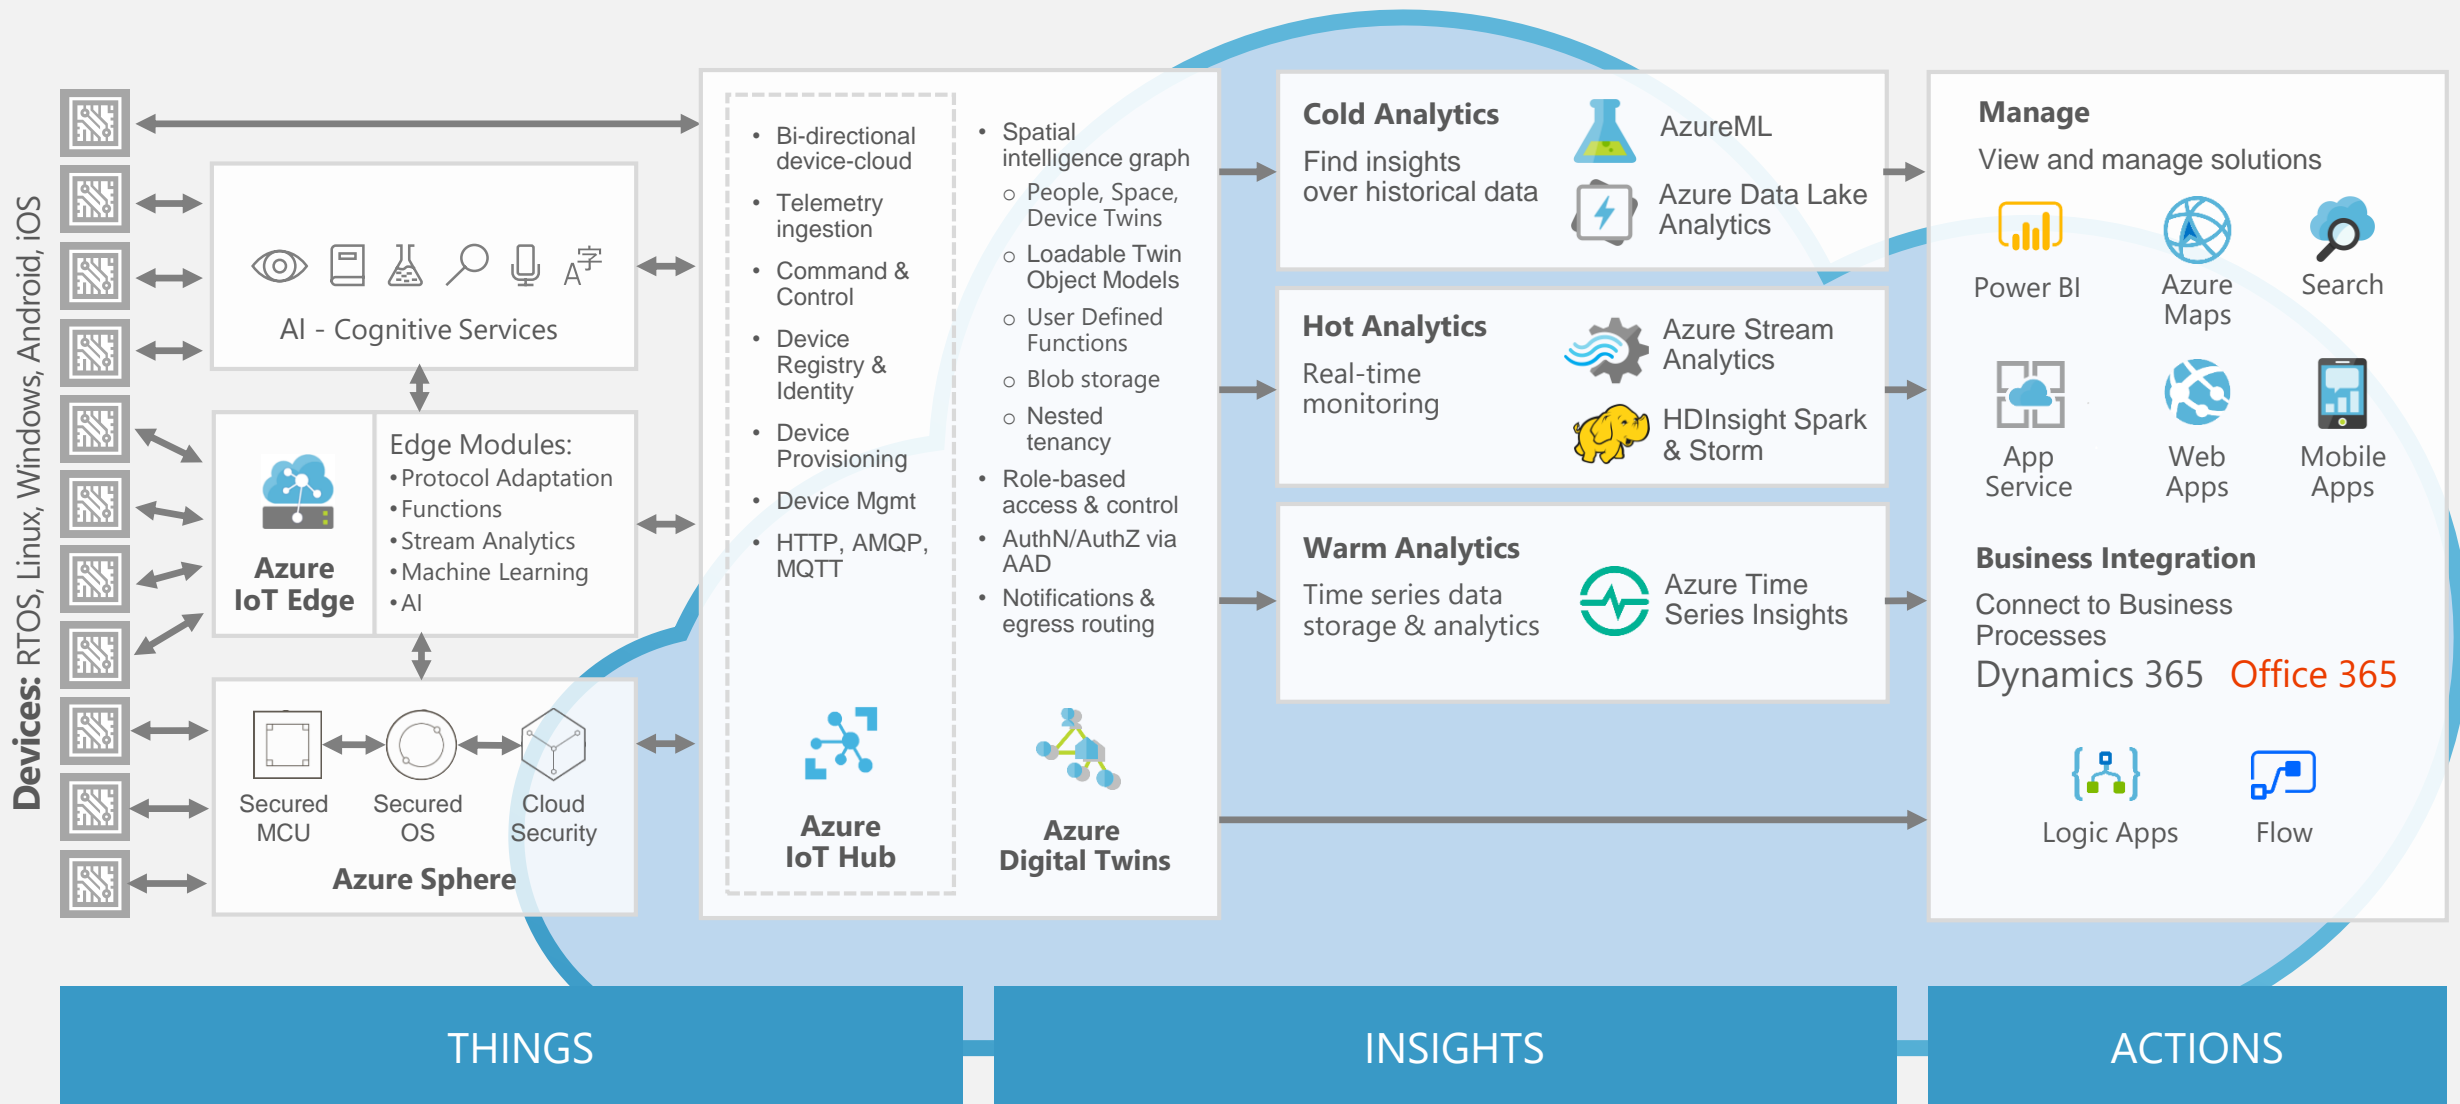 Devices: RTOS, Linux, Windows, Android, iOS
A字
AI - Cognitive Services
Azure
IoT Edge
Edge Modules:
•Protocol Adaptation
•Functions
•Stream Analytics
•Machine Learning
•AI
Secured
MCU
Secured
OS
Cloud
Security
Azure Sphere
• Bi-directional
device-cloud
• Telemetry
ingestion
• Command &
Control
• Device
Registry &
Identity
• Device
Provisioning
• Device Mgmt
• HTTP, AMQP,
MQTT
Azure
IoT Hub
• Spatial
intelligence graph
o People, Space,
Device Twins
o Loadable Twin
Object Models
o User Defined
Functions
o Blob storage
o Nested
tenancy
• Role-based
access & control
• AuthN/AuthZ via
AAD
• Notifications &
egress routing
Azure
Digital Twins
Cold Analytics
Find insights
over historical data
AzureML
Azure Data Lake
Analytics
Hot Analytics
Real-time
monitoring
Azure Stream
Analytics
HDInsight Spark
& Storm
Warm Analytics
Time series data
storage & analytics
Azure Time
Series Insights
Manage
View and manage solutions
Power BI
Azure
Maps
Search
App
Service
Web
Apps
Mobile
Apps
Business Integration
Connect to Business
Processes
Dynamics 365 Office 365
Logic Apps
Flow
THINGS
INSIGHTS
ACTIONS